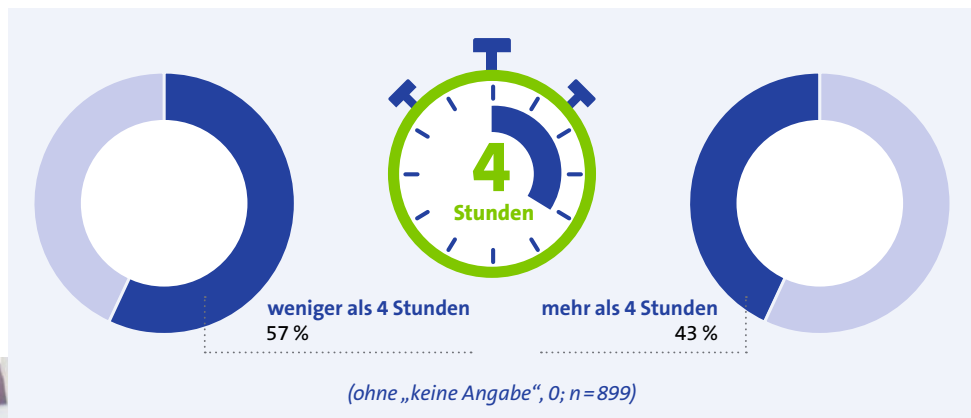 4
Stunden
weniger als 4 Stunden
57 %
mehr als 4 Stunden
43 %
(ohne „keine Angabe“, 0; n = 899)